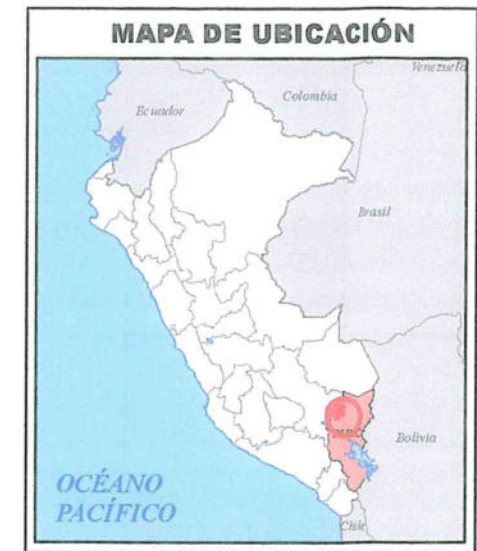 MAPA DE UBICACIÓN
Venezuela
Colombia
Ecuador
Brasil
Bolivia
OCÉANO
PACÍFICO
Chile